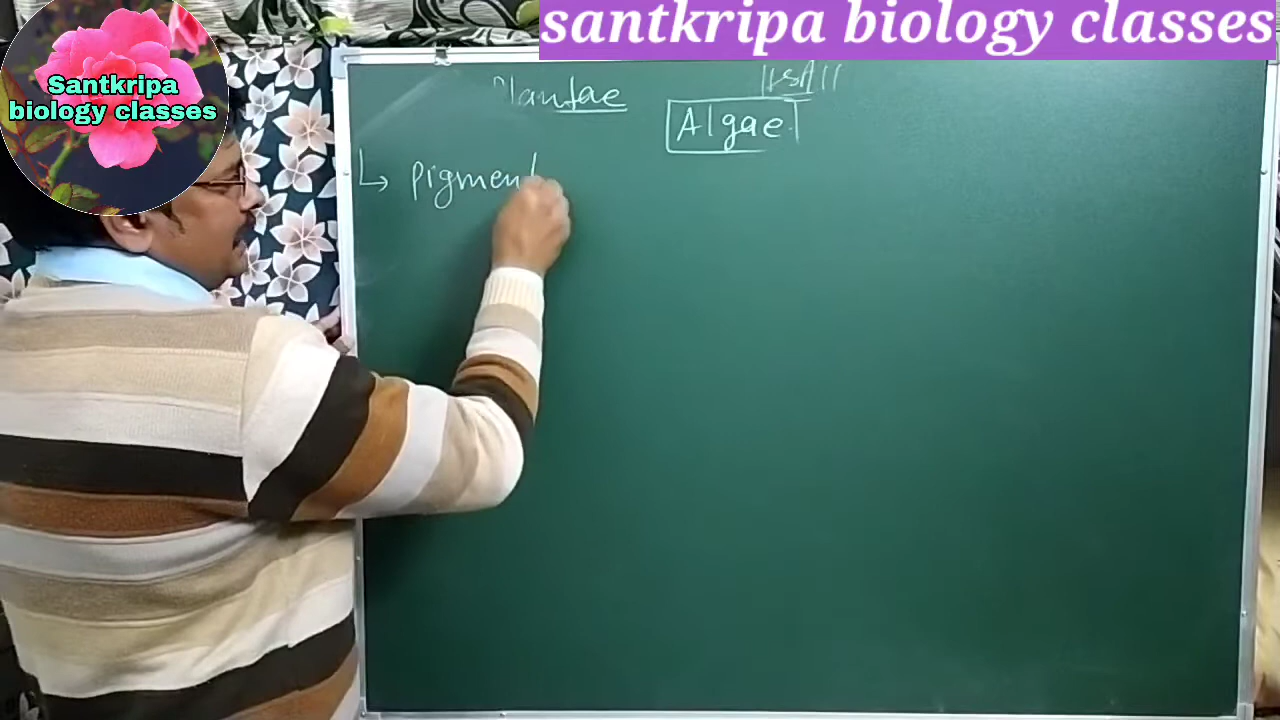 santkripa biology classes
Santkripa
biology classes
Plantae
Algae
↳ pigment